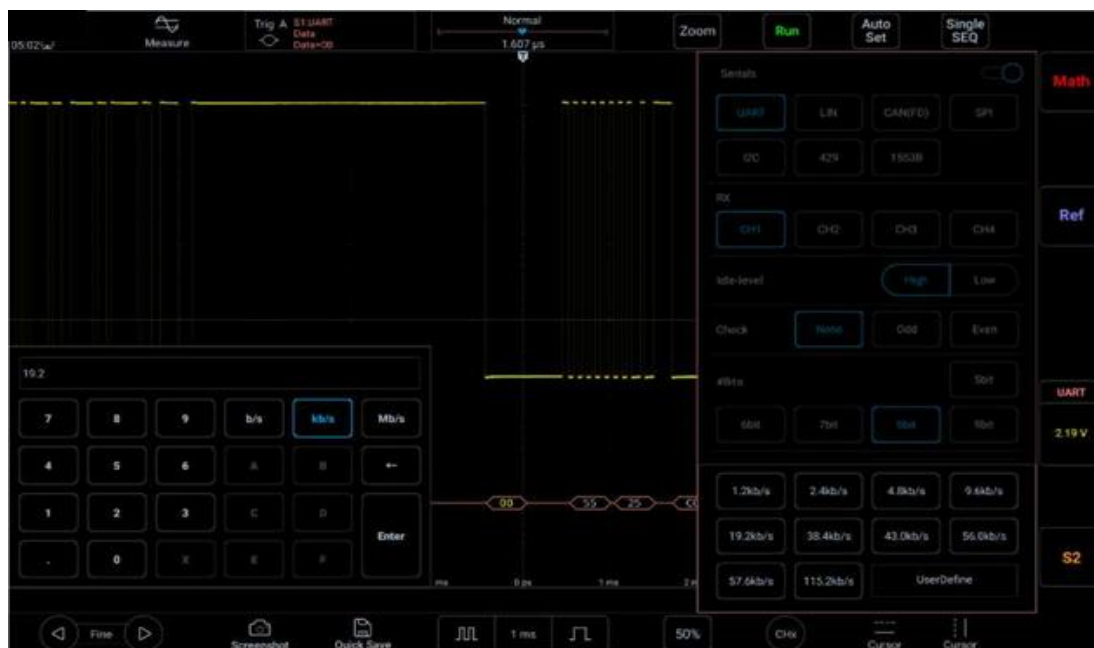 Measure
Trig A
S1:UART
Data
Data=00
Normal
1.607 µs
T
Zoom
Run
Auto
Set
Single
SEQ
Serials
UART
LIN
CAN(FD)
SPI
I2C
429
1553B
RX
CH1
CH2
CH3
CH4
Idle-level
High
Low
Check
None
Odd
Even
5bit
6bit
7bit
8bit
9bit
1.2kb/s
2.4kb/s
4.8kb/s
9.6kb/s
19.2kb/s
38.4kb/s
43.0kb/s
56.0kb/s
57.6kb/s
115.2kb/s
UserDefine
Math
Ref
UART
2.19 V
S2
19.2
7
8
9
b/s
kb/s
Mb/s
4
5
6
A
B
←
1
2
3
C
D
Enter
.
0
X
E
F
00
55
25
ms
0 ps
1 ms
Fine
Screenshot
Quick Save
1 ms
50%
CHx
Cursor
Cursor